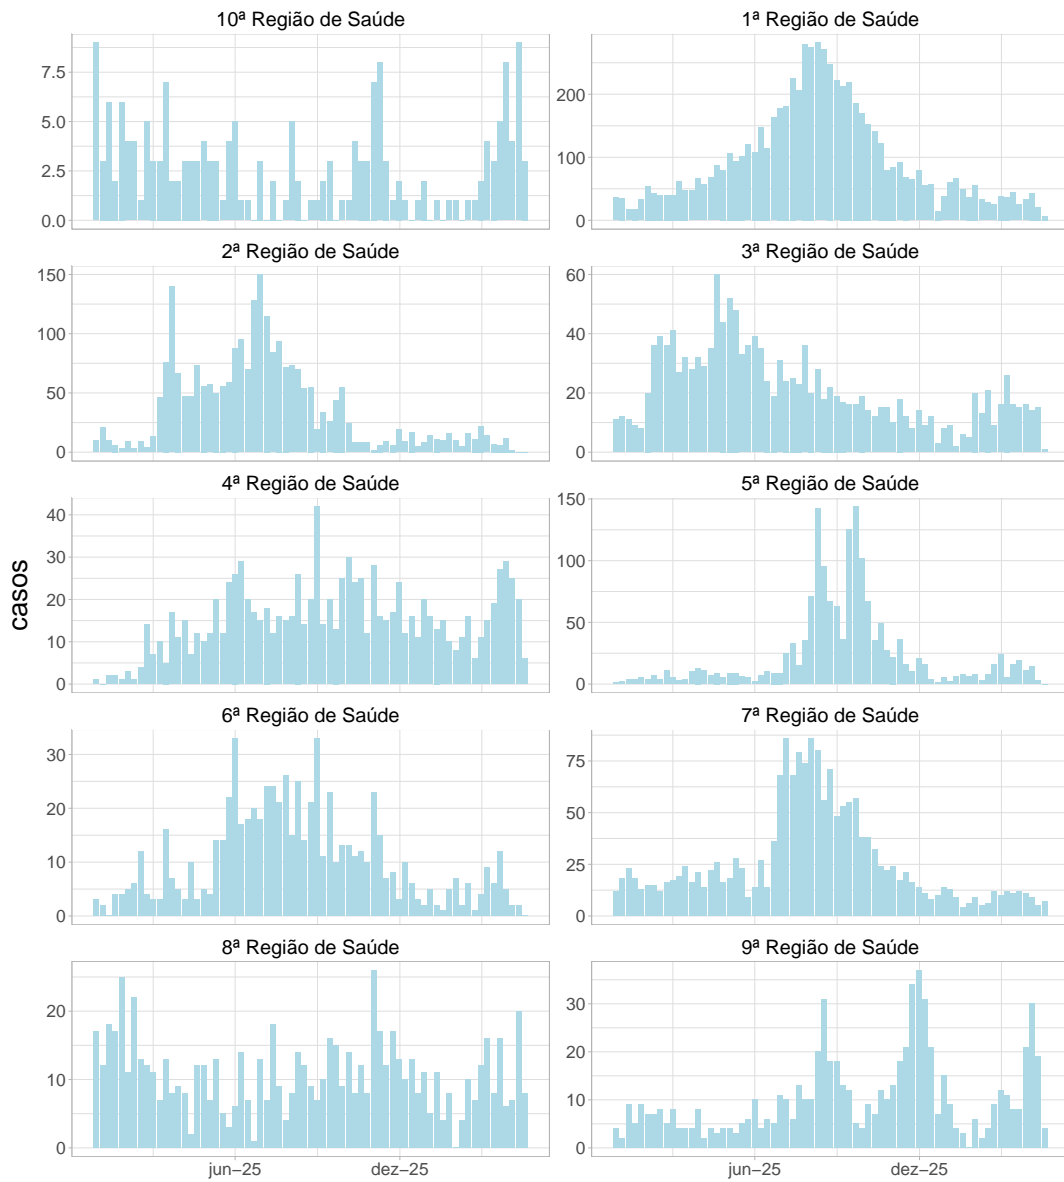 10ª Região de Saúde
1ª Região de Saúde
7.5
5.0
2.5
0.0
200
100
0
2ª Região de Saúde
3ª Região de Saúde
150
100
50
0
60
40
20
0
4ª Região de Saúde
5ª Região de Saúde
40
30
20
10
0
150
100
50
0
casos
6ª Região de Saúde
7ª Região de Saúde
30
20
10
0
75
50
25
0
8ª Região de Saúde
9ª Região de Saúde
20
10
0
30
20
10
0
jun−25
dez−25
jun−25
dez−25